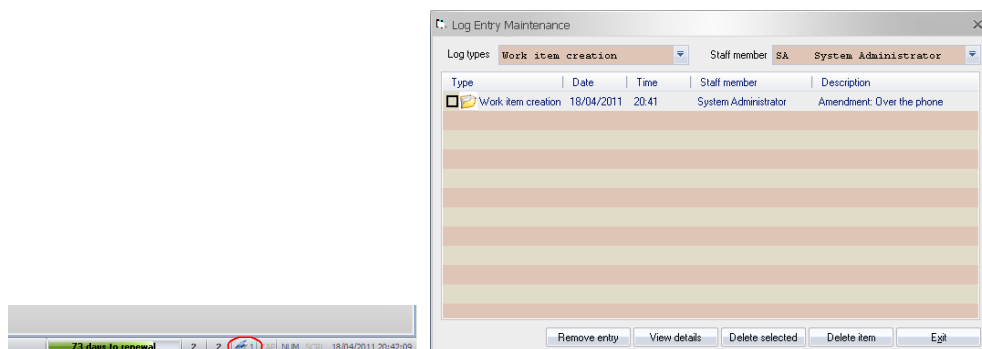 Log Entry Maintenance
Log types Work item creation Staff member SA System Administrator
Type Date Time Staff member Description
Work item creation 18/04/2011 20:41 System Administrator Amendment: Over the phone
Remove entry View details Delete selected Delete item Exit
73 days to renewal 2 2 1 CAP NUM SCRL 18/04/2011 20:42:09